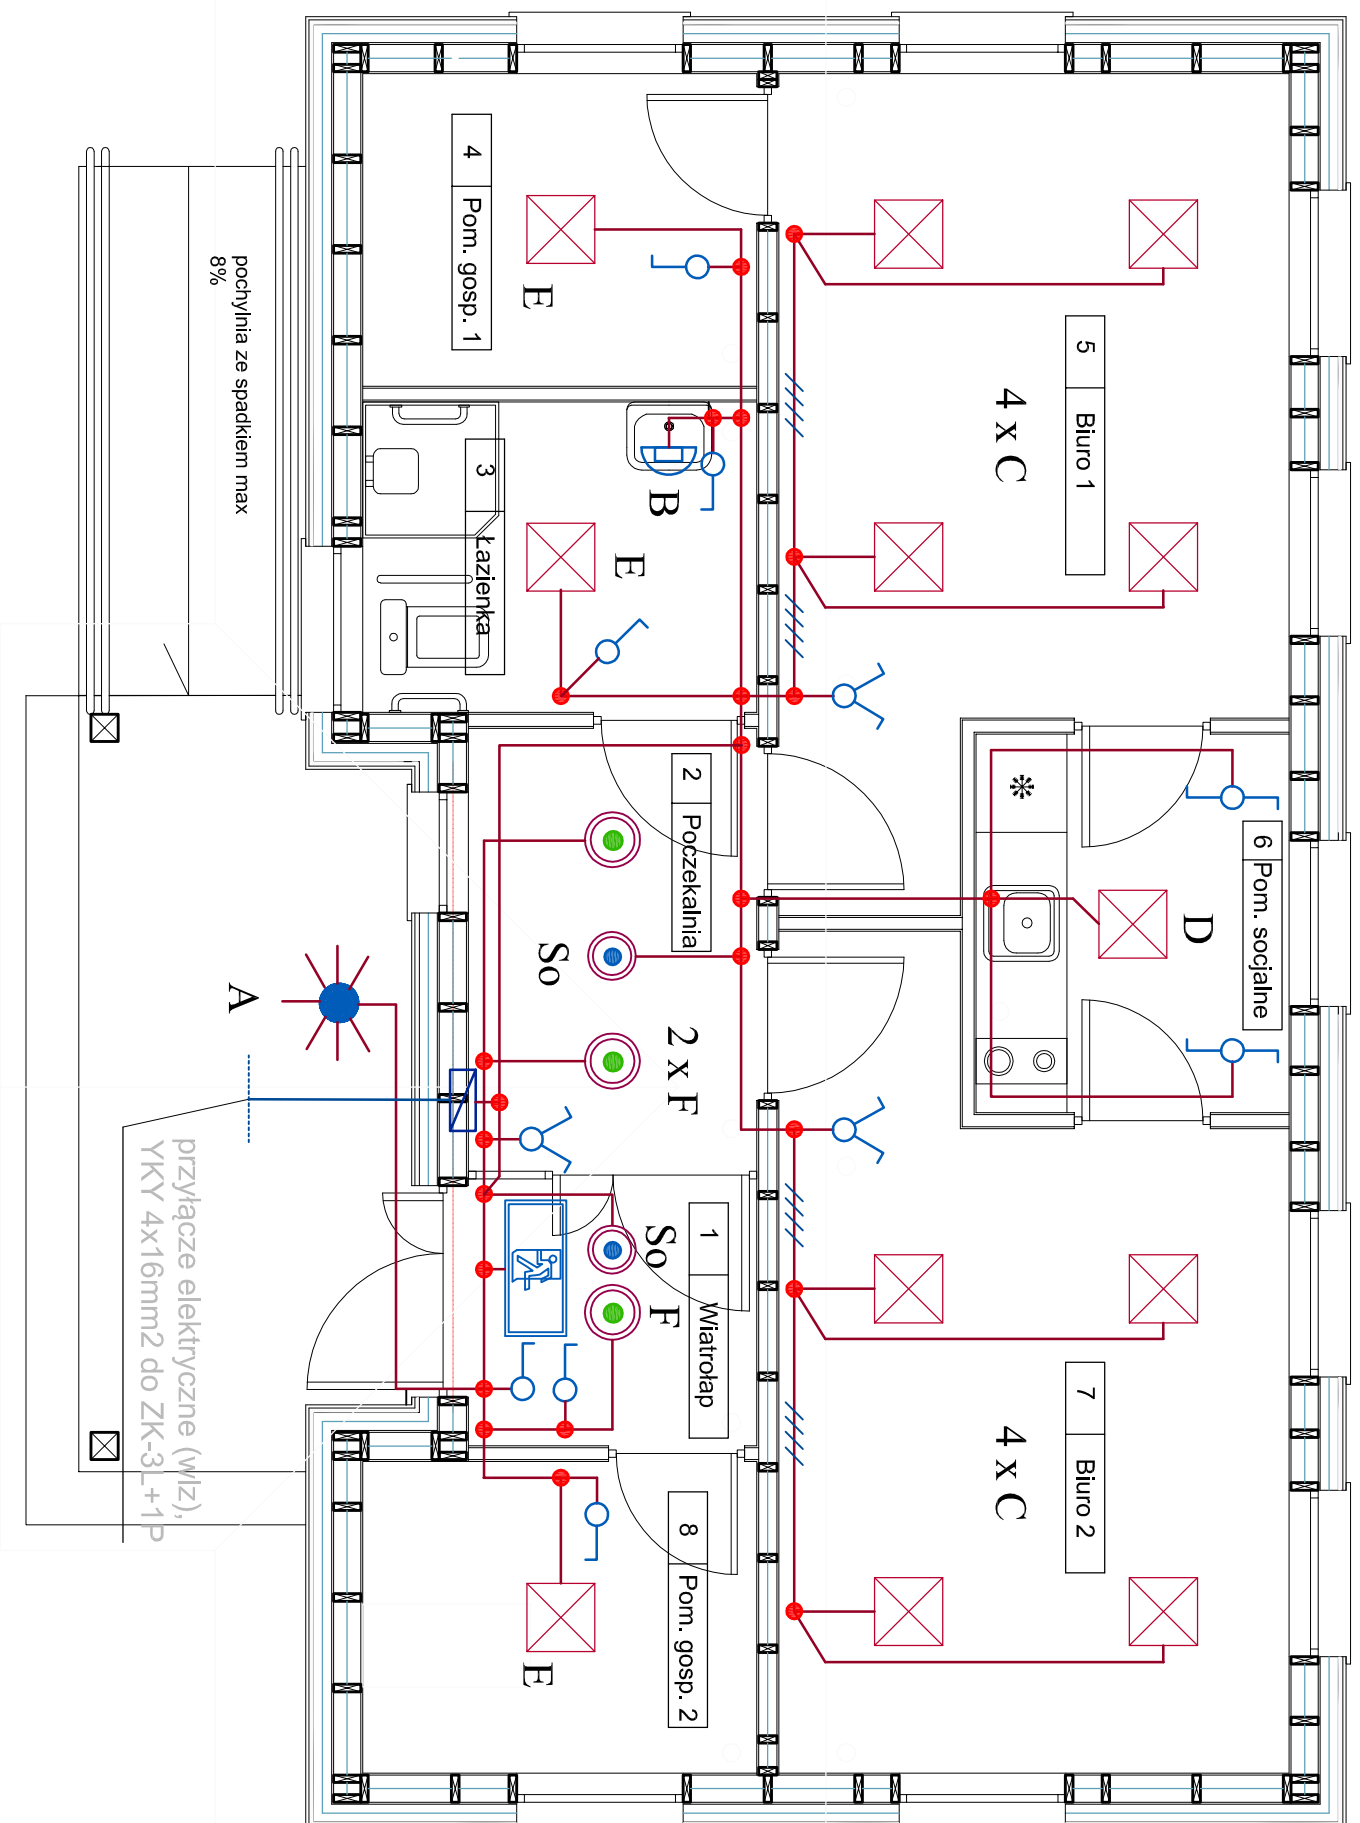 4 Pom. gosp. 1
E
5 Biuro 1
4 x C
pochylnia ze spadkiem max
8%
3 Łazienka
B
E
2 Poczekalnia
So
2 x F
6 Pom. socjalne
D
A
przyłącze elektryczne (wlz),
YKY 4x16mm2 do ZK-3L+1P
1 Wiatrołap
So
F
7 Biuro 2
4 x C
8 Pom. gosp. 2
E